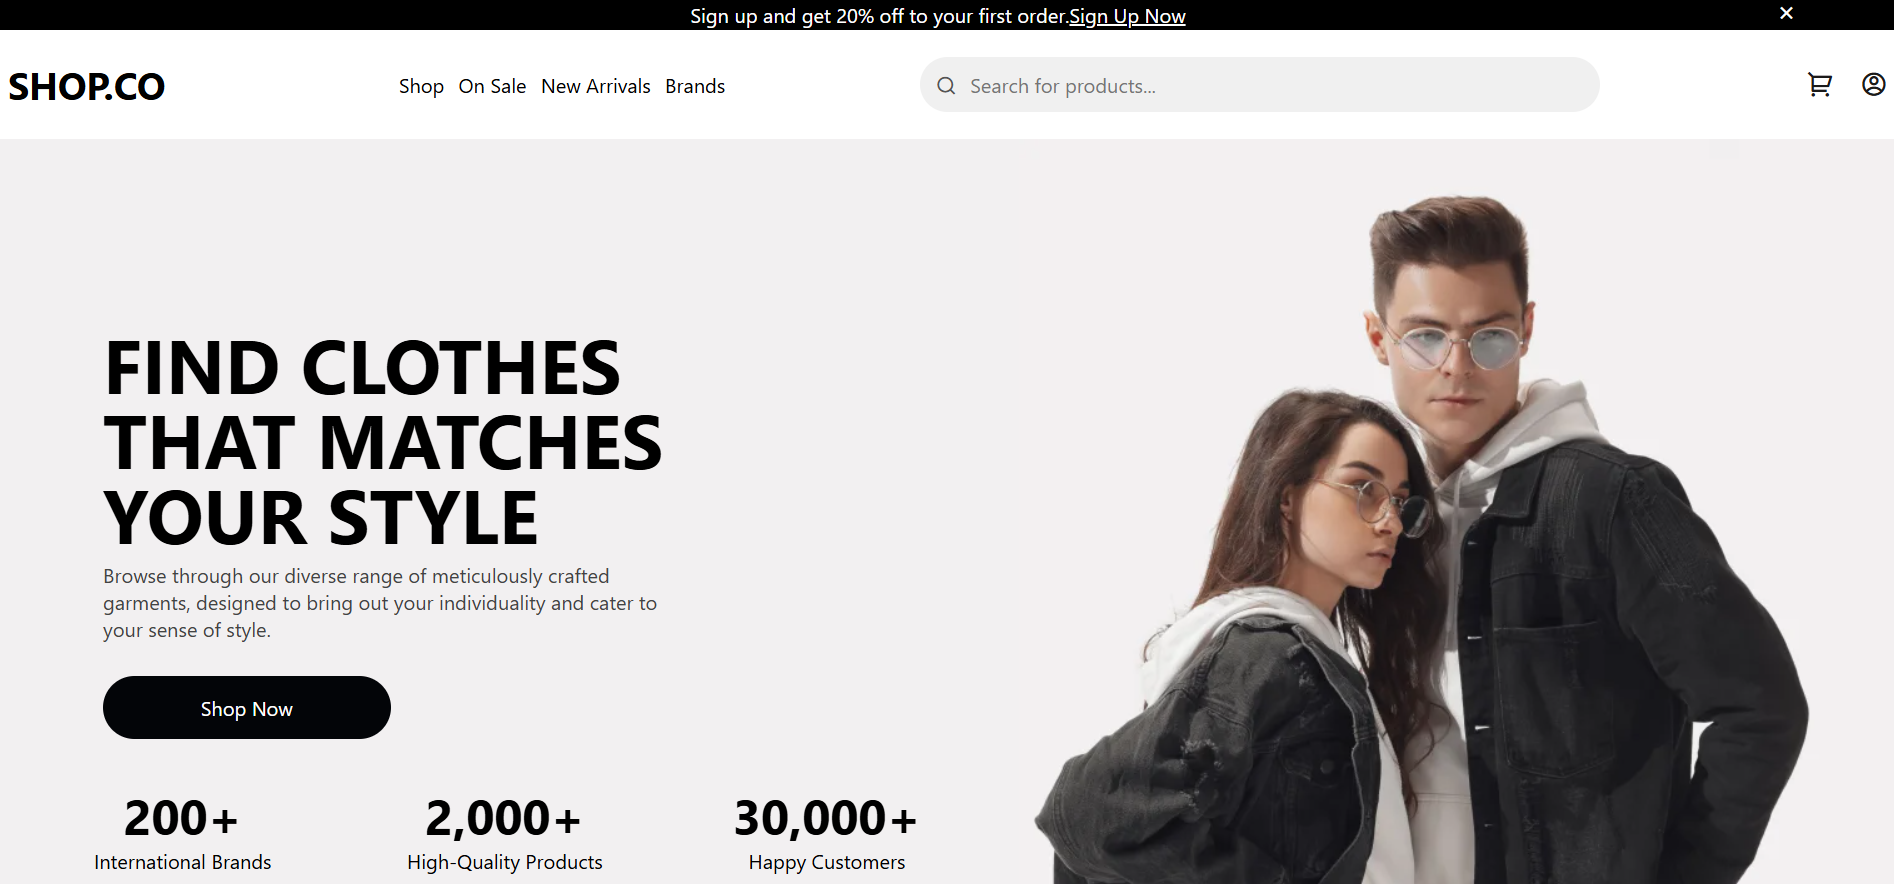 Sign up and get 20% off to your first order.Sign Up Now
SHOP.CO
Shop On Sale New Arrivals Brands
Search for products...
FIND CLOTHES
THAT MATCHES
YOUR STYLE
Browse through our diverse range of meticulously crafted
garments, designed to bring out your individuality and cater to
your sense of style.
Shop Now
200+
International Brands
2,000+
High-Quality Products
30,000+
Happy Customers